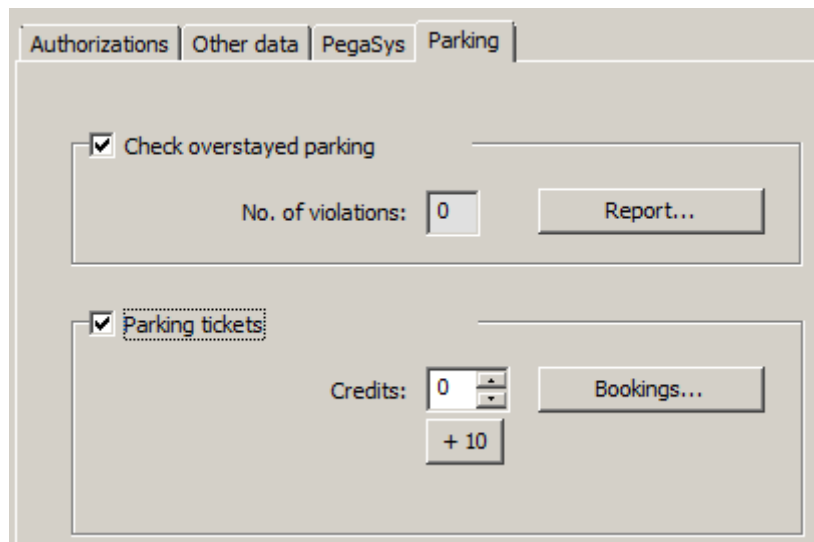 Authorizations Other data PegaSys Parking
Check overstayed parking
No. of violations: 0 Report...
Parking tickets
Credits: 0 Bookings...
+ 10